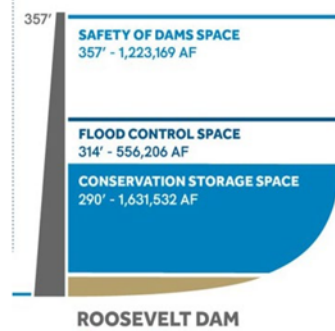 357'
SAFETY OF DAMS SPACE
357' - 1,223,169 AF
FLOOD CONTROL SPACE
314' - 556,206 AF
CONSERVATION STORAGE SPACE
290' - 1,631,532 AF
ROOSEVELT DAM